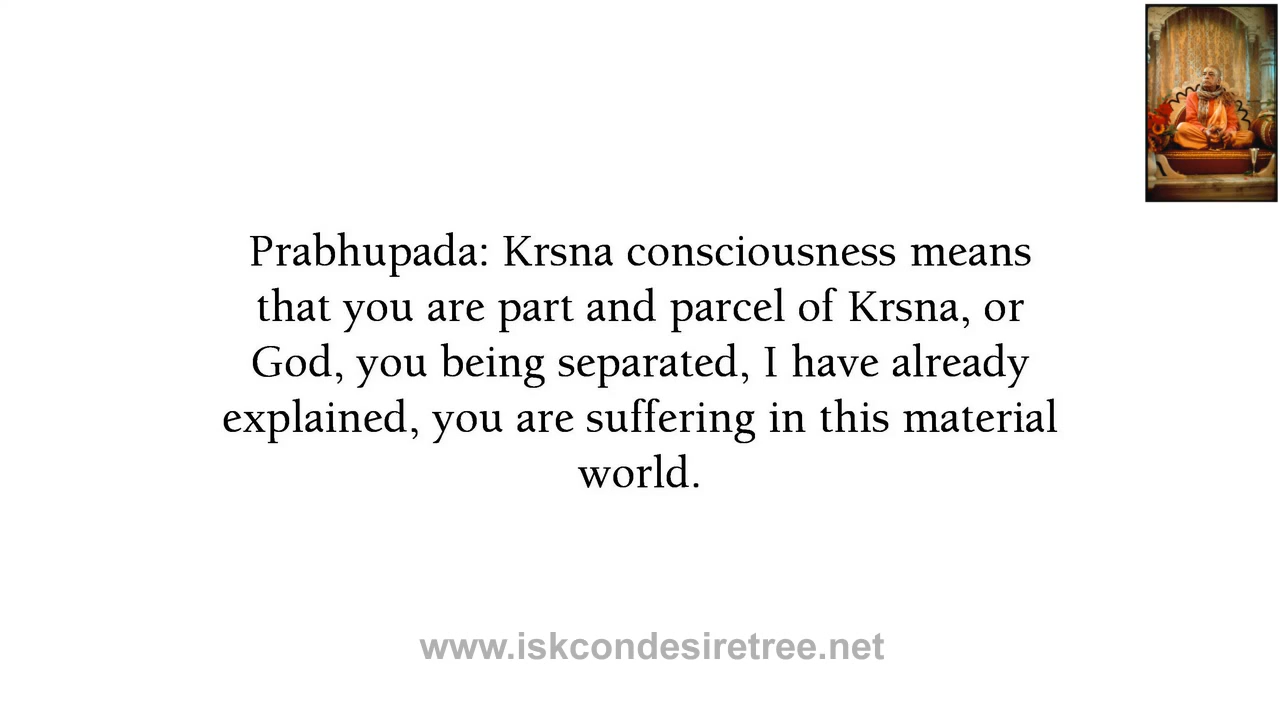 Prabhupada: Krsna consciousness means
that you are part and parcel of Krsna, or
God, you being separated, I have already
explained, you are suffering in this material
world.
www.iskcondesiretree.net